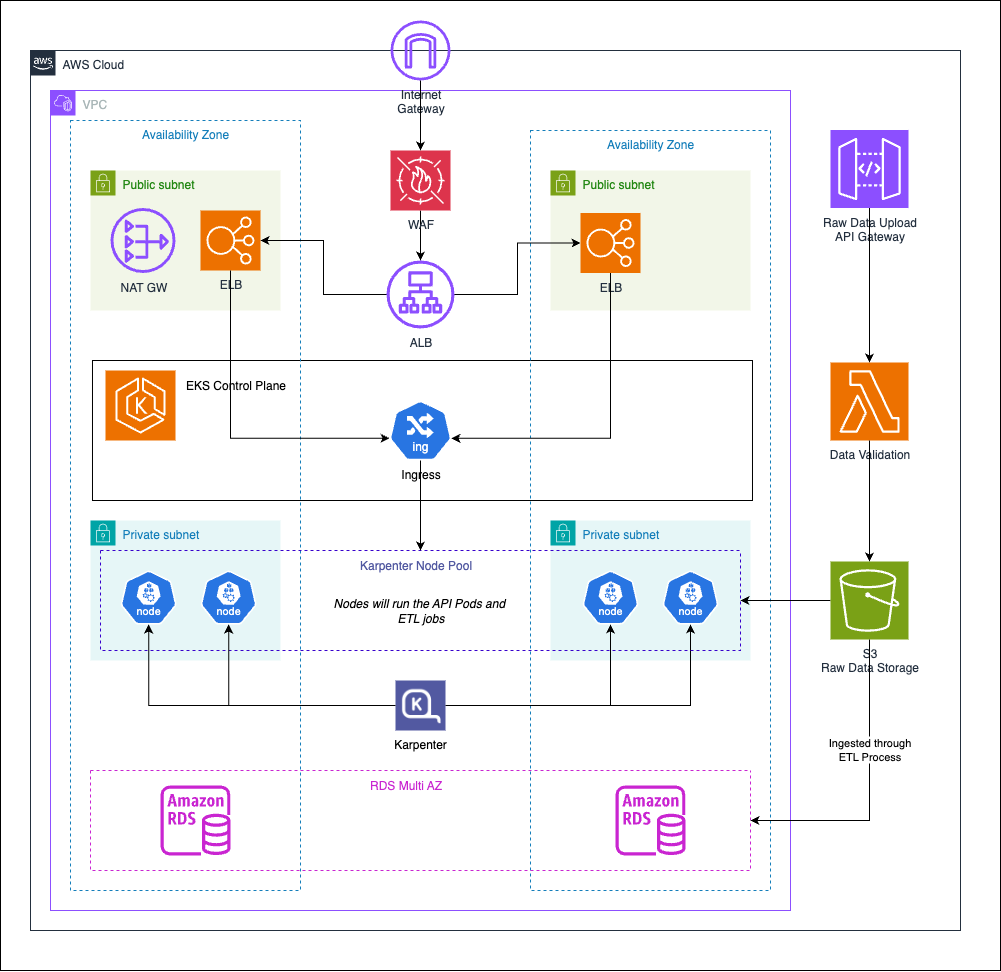 aws
AWS Cloud
Internet
Gateway
VPC
Availability Zone
Availability Zone
Public subnet
Public subnet
WAF
Raw Data Upload
API Gateway
NAT GW
ELB
ELB
ALB
EKS Control Plane
K
ing
Ingress
Data Validation
Private subnet
Private subnet
Karpenter Node Pool
Nodes will run the API Pods and
ETL jobs
node
node
node
node
S3
Raw Data Storage
K
Karpenter
Ingested through
ETL Process
RDS Multi AZ
Amazon
RDS
Amazon
RDS